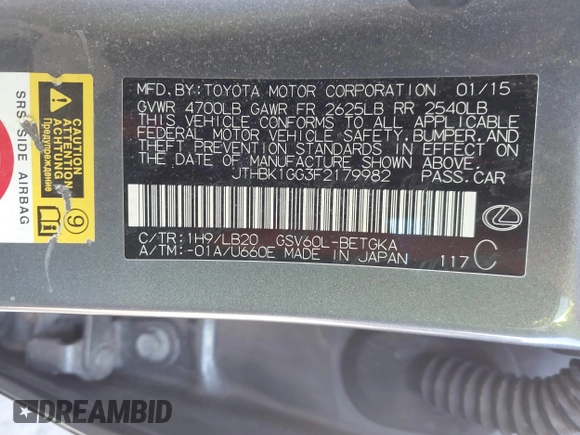 MFD.BY:TOYOTA MOTOR CORPORATION 01/15
GVWR 4700LB GAWR FR 2625LB RR 2540LB
THIS VEHICLE CONFORMS TO ALL APPLICABLE
FEDERAL MOTOR VEHICLE SAFETY, BUMPER, AND
THEFT PREVENTION STANDARDS IN EFFECT ON
THE DATE OF MANUFACTURE SHOWN ABOVE.
JTHBK1GG3F2179982 PASS.CAR
C/TR:1H9/LB20 GSV60L-BETGKA
A/TM:-01A/U660E MADE IN JAPAN 117 C
SRS SIDE AIRBAG
CAUTION
ATTENTION
Предупреждение
9
DREAMBID